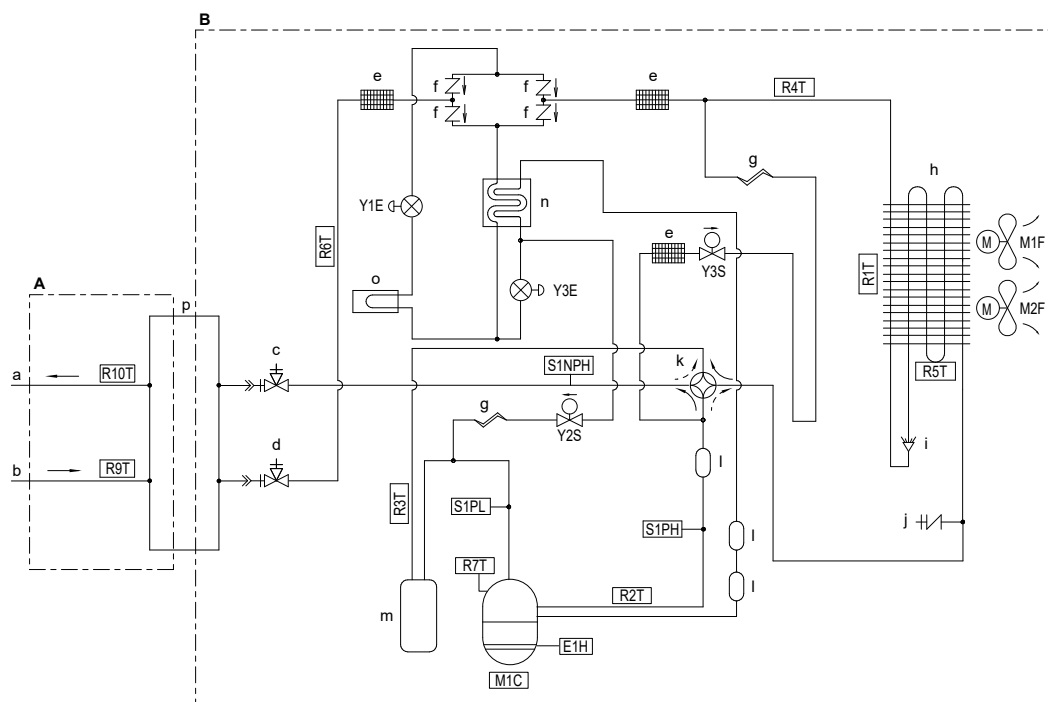 B
e
f
f
e
R4T
f
f
g
h
Y1E
n
R6T
e
M
M1F
Y3S
R1T
A
o
Y3E
p
M
M2F
c
S1NPH
k
a
R10T
R5T
g
Y2S
d
i
b
R9T
l
R3T
S1PL
S1PH
l
j
R7T
l
R2T
m
E1H
M1C